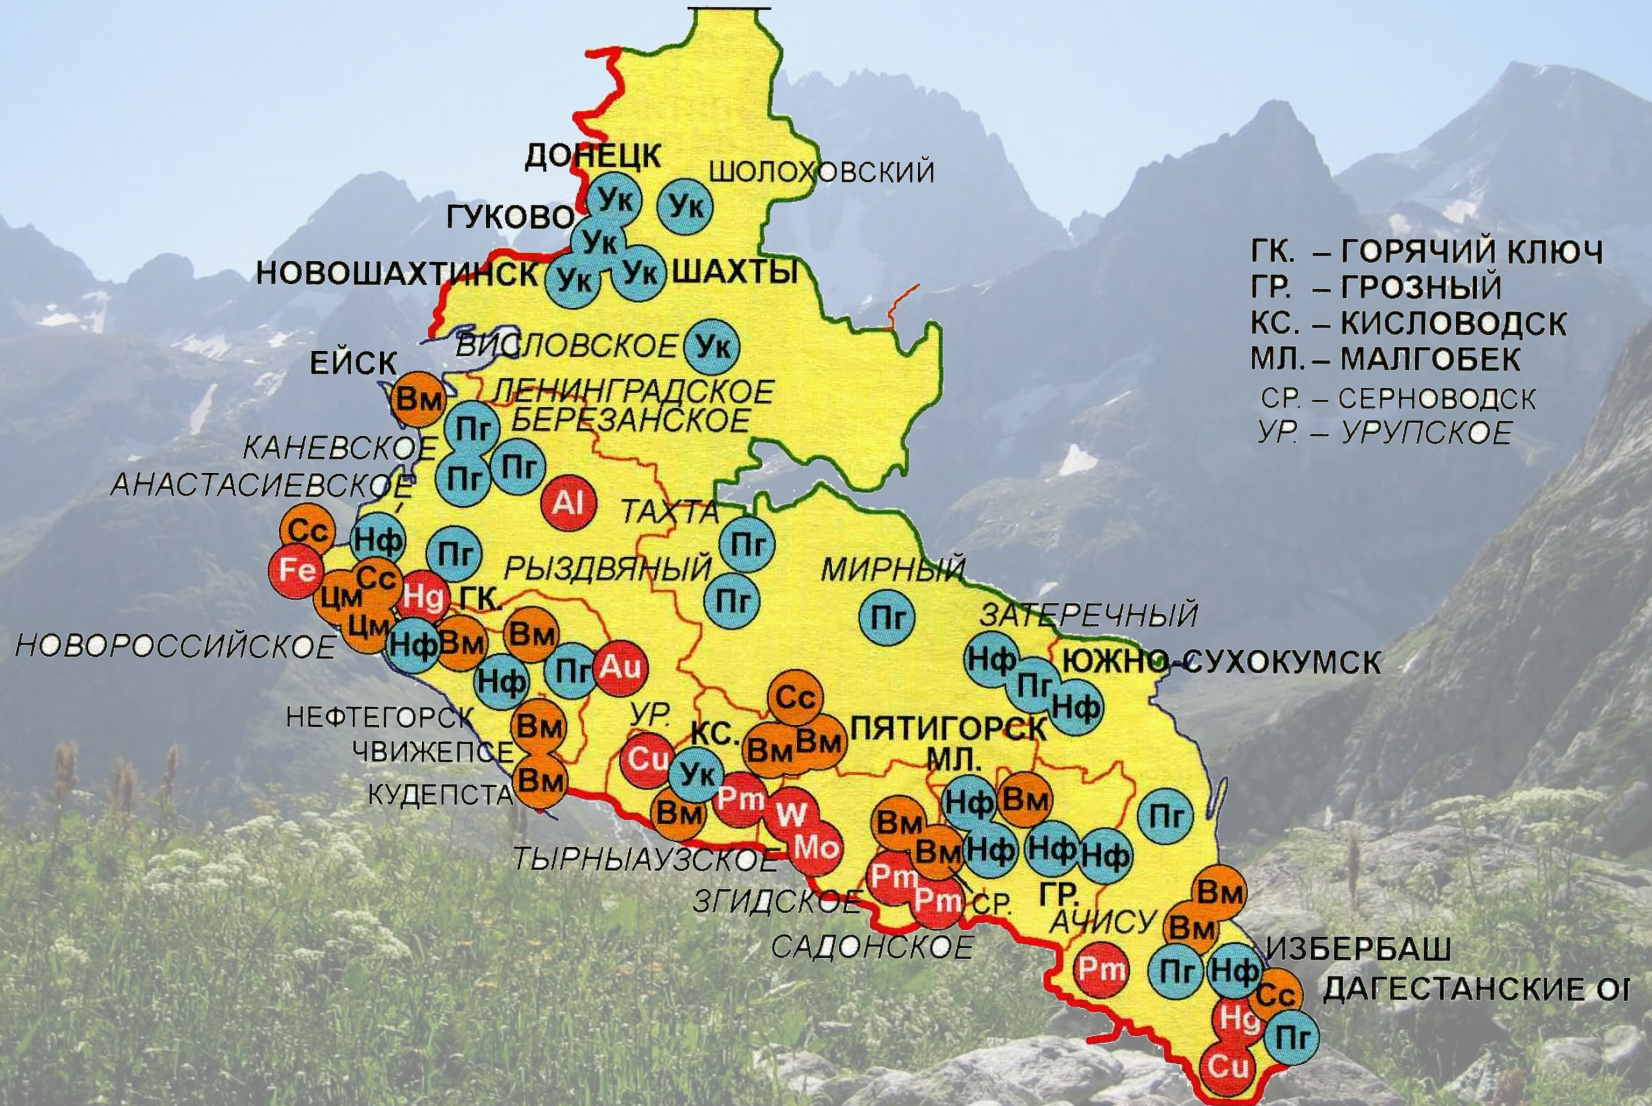 ДОНЕЦК
ШОЛОХОВСКИЙ
Ук
Ук
ГУКОВО
Ук
НОВОШАХТИНСК
Ук
Ук
ШАХТЫ
ГК. – ГОРЯЧИЙ КЛЮЧ
ГР. – ГРОЗНЫЙ
КС. – КИСЛОВОДСК
МЛ. – МАЛГОБЕК
СР. – СЕРНОВОДСК
УР. – УРУПСКОЕ
ВИСЛОВСКОЕ
Ук
ЕЙСК
Вм
ЛЕНИНГРАДСКОЕ
БЕРЕЗАНСКОЕ
Пг
КАНЕВСКОЕ
Пг
Пг
АНАСТАСИЕВСКОЕ
Al
ТАХТА
Сс
Нф
Пг
Пг
Fe
РЫЗДВЯНЫЙ
Пг
МИРНЫЙ
Пг
Цм
Сс
Hg
ГК.
ЗАТЕРЕЧНЫЙ
Цм
НОВОРОССИЙСКОЕ
Нф
Вм
Вм
Нф
Пг
Au
Нф
Пг
Нф
ЮЖНО-СУХОКУМСК
НЕФТЕГОРСК
Вм
УР.
КС.
Сс
Вм
Вм
ПЯТИГОРСК
ЧВИЖЕПСЕ
МЛ.
КУДЕПСТА
Вм
Cu
Ук
Pm
W
Вм
Mo
ТЫРНЫАУЗСКОЕ
Нф
Вм
Пг
Вм
Вм
Нф
Нф
Нф
ЗГИДСКОЕ
Pm
Pm
СР.
ГР.
АЧИСУ
Вм
Вм
САДОНСКОЕ
ИЗБЕРБАШ
Pm
Пг
Нф
Сс
ДАГЕСТАНСКИЕ ОГ
Hg
Пг
Cu